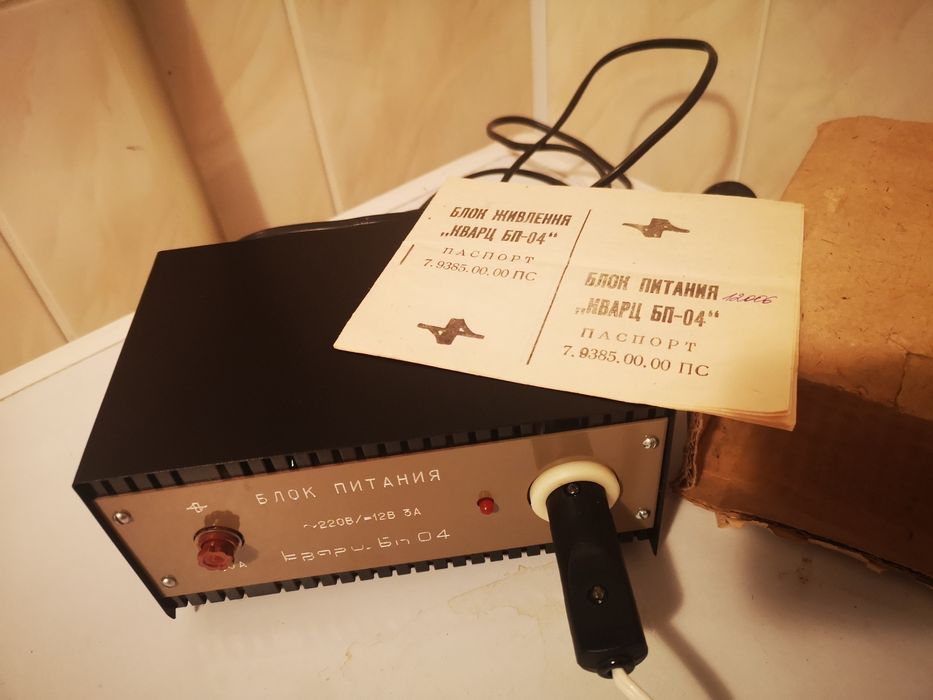 БЛОК ЖИВЛЕННЯ
„КВАРЦ БП-04“
ПАСПОРТ
7.9385.00.00 ПС
БЛОК ПИТАНИЯ 12006
„КВАРЦ БП-04“
ПАСПОРТ
7.9385.00.00 ПС
БЛОК ПИТАНИЯ
~220В/=12В 3А
Кварц Бп 04